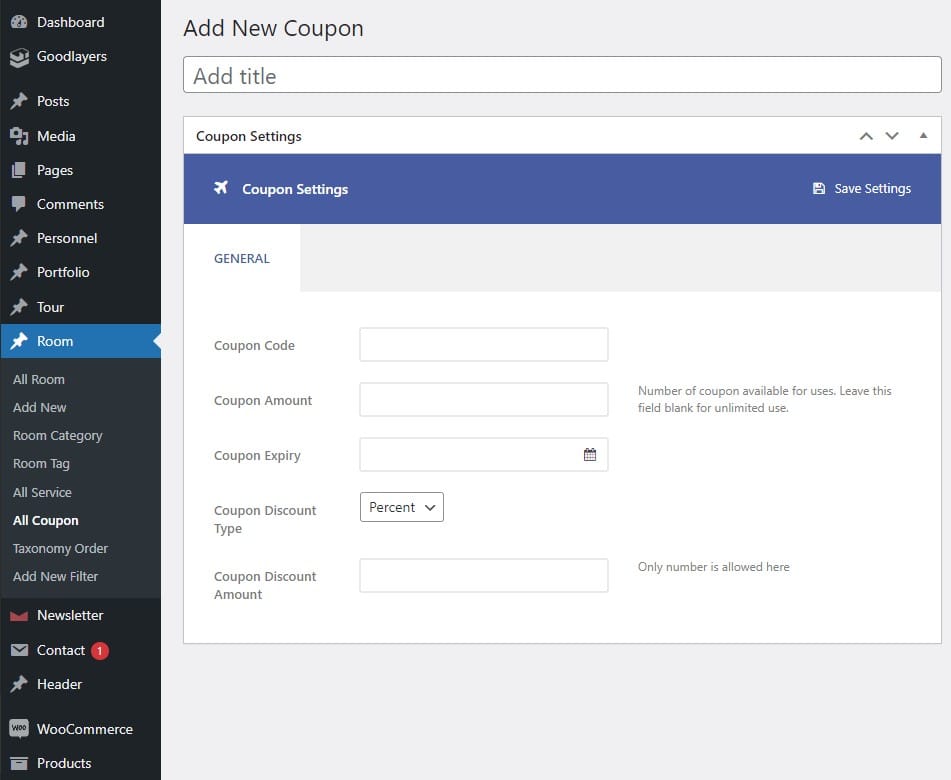 Dashboard
Goodlayers
Posts
Media
Pages
Comments
Personnel
Portfolio
Tour
Room
All Room
Add New
Room Category
Room Tag
All Service
All Coupon
Taxonomy Order
Add New Filter
Newsletter
Contact 1
Header
WOO WooCommerce
Products
Add New Coupon
Add title
Coupon Settings
Coupon Settings
Save Settings
GENERAL
Coupon Code
Coupon Amount
Number of coupon available for uses. Leave this
field blank for unlimited use.
Coupon Expiry
Coupon Discount
Type
Percent
Coupon Discount
Amount
Only number is allowed here